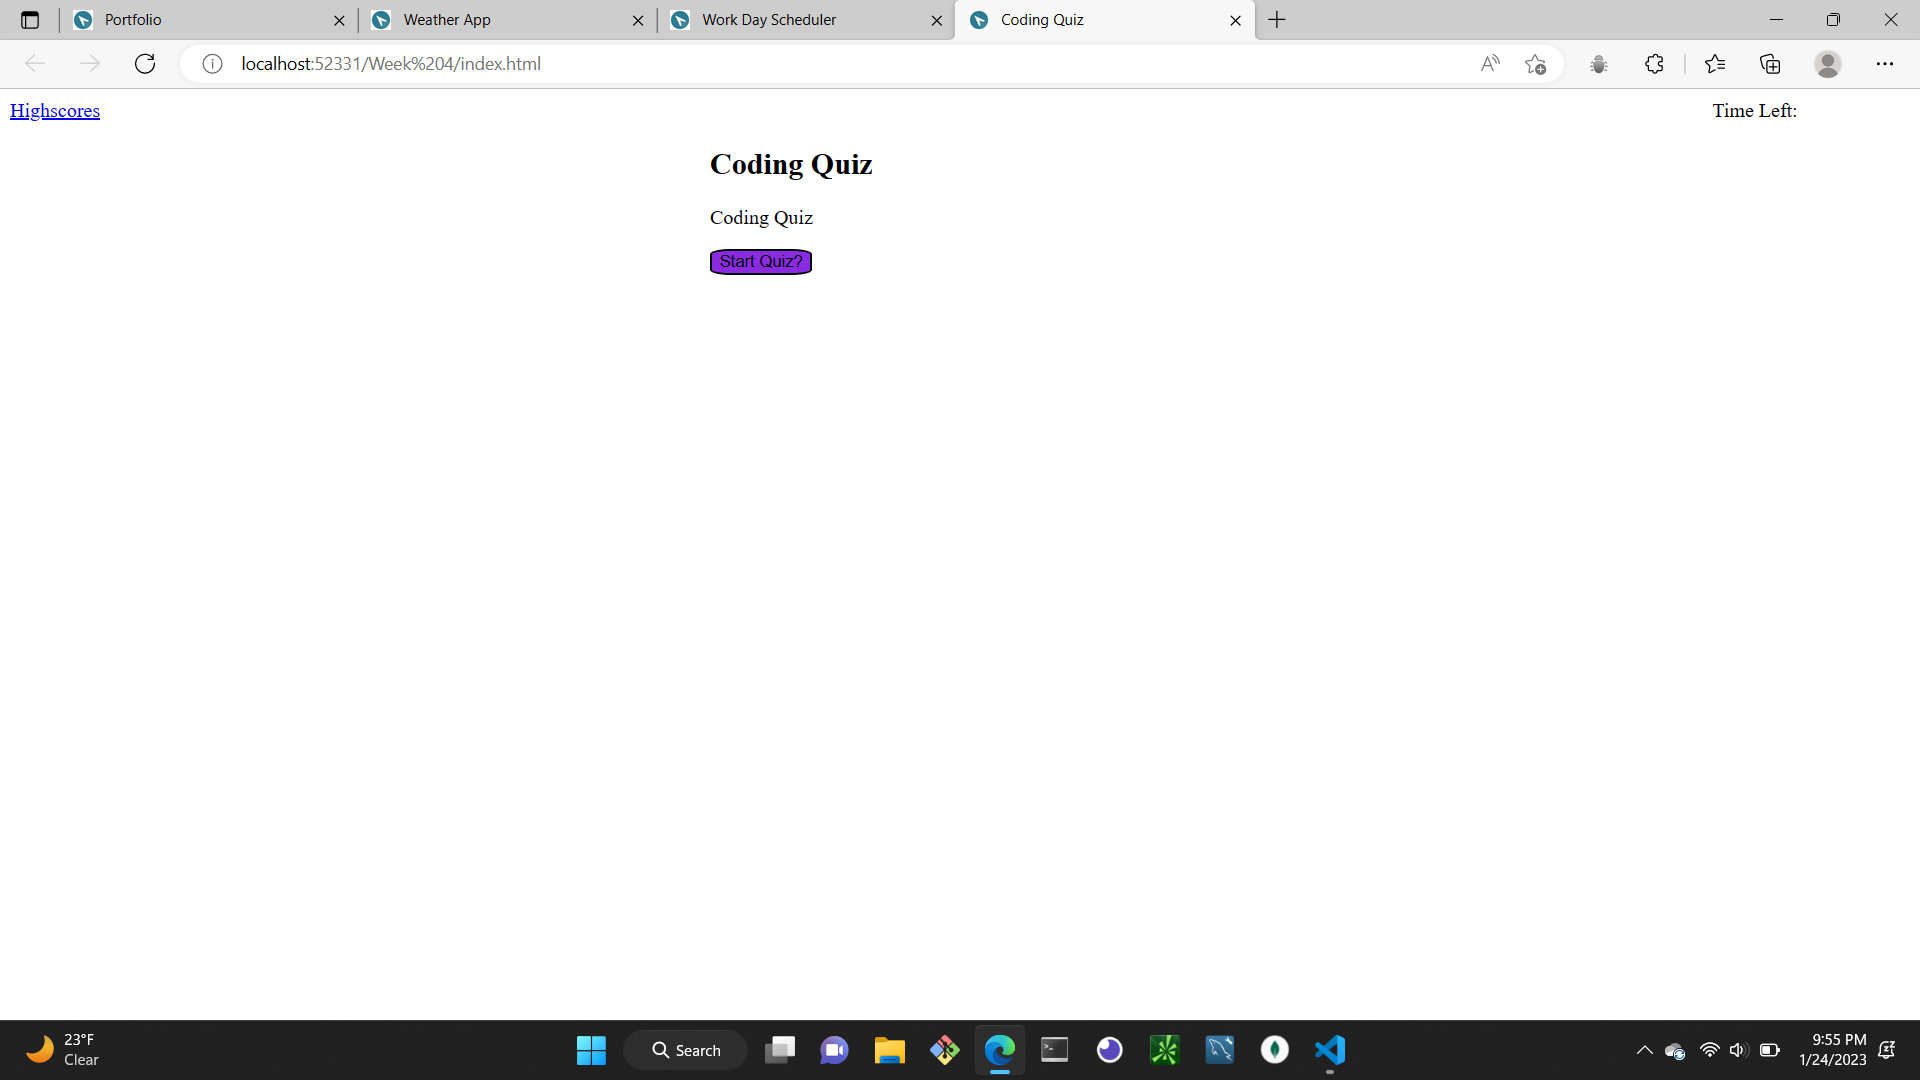 Portfolio
Weather App
Work Day Scheduler
Coding Quiz
localhost:52331/Week%204/index.html
Highscores
Time Left:
Coding Quiz
Coding Quiz
Start Quiz?
23°F
Clear
Search
9:55 PM
1/24/2023